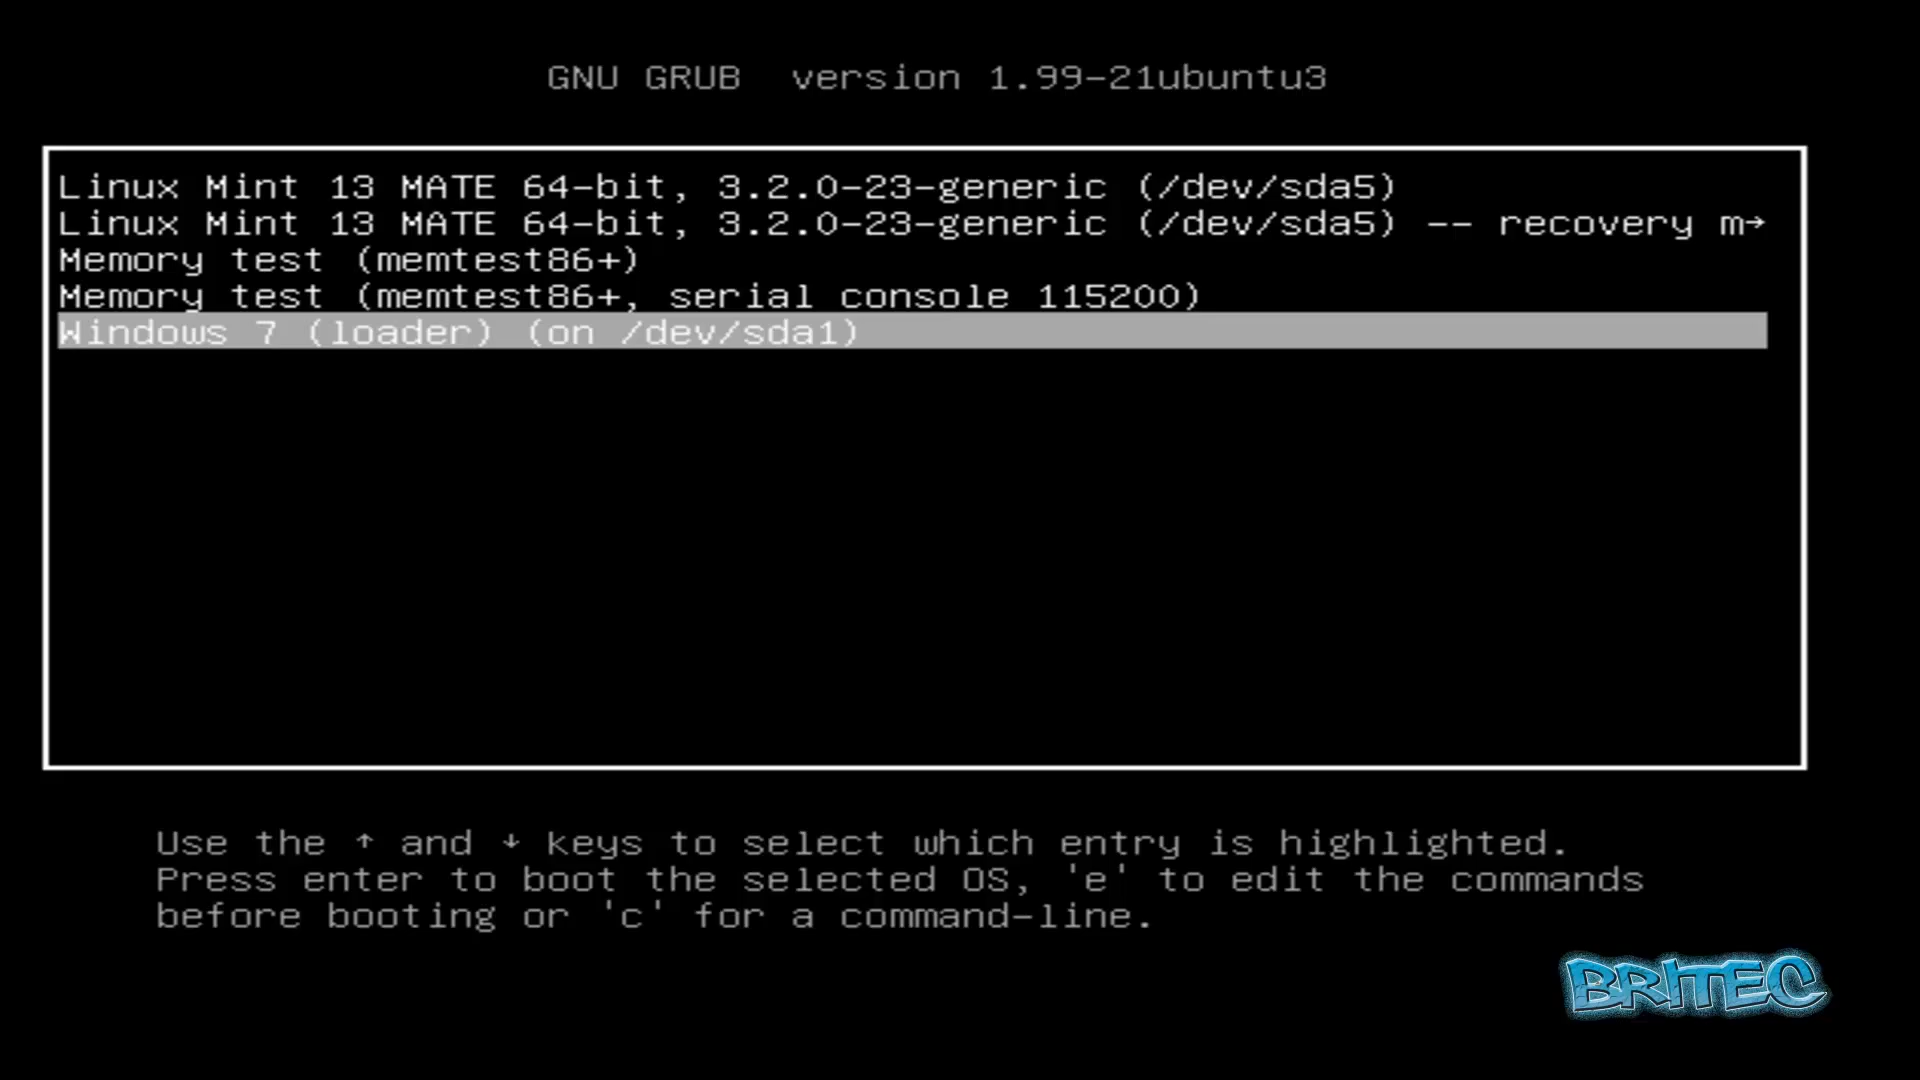 GNU GRUB  version 1.99-21ubuntu3
Linux Mint 13 MATE 64-bit, 3.2.0-23-generic (/dev/sda5)
Linux Mint 13 MATE 64-bit, 3.2.0-23-generic (/dev/sda5) -- recovery m→
Memory test (memtest86+)
Memory test (memtest86+, serial console 115200)
Windows 7 (loader) (on /dev/sda1)
Use the ↑ and ↓ keys to select which entry is highlighted.
Press enter to boot the selected OS, 'e' to edit the commands
before booting or 'c' for a command-line.
BRITEC